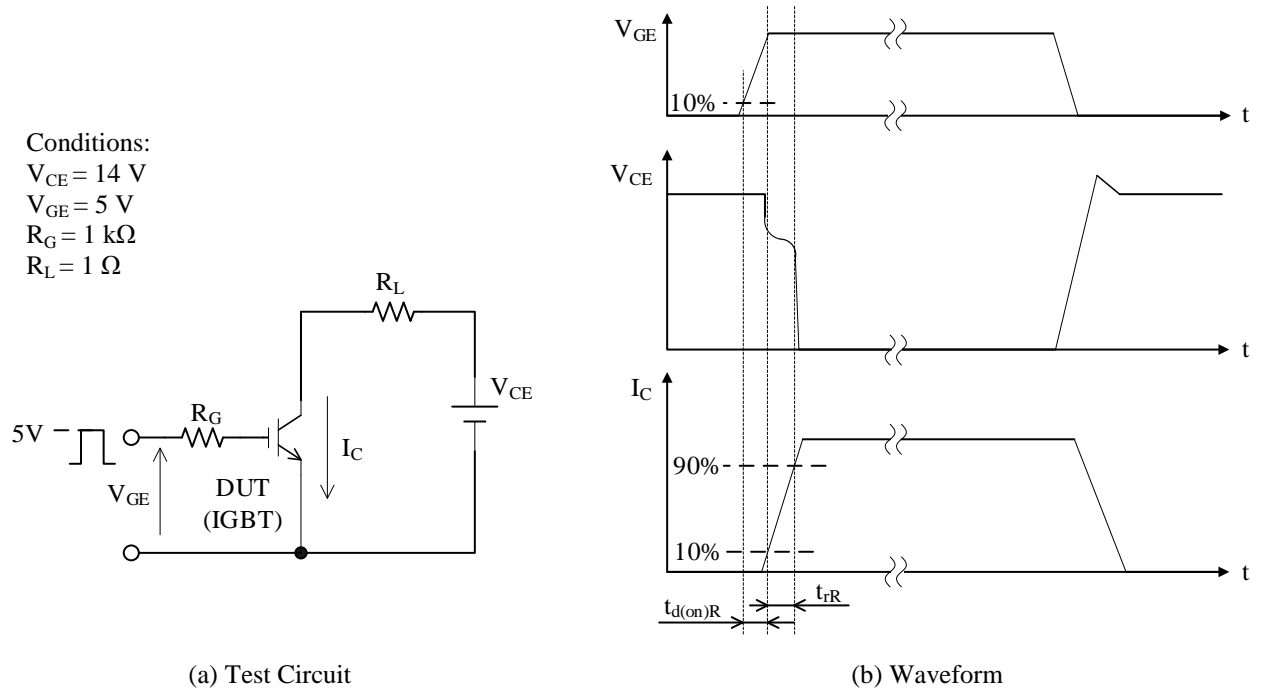 Conditions:
VCE = 14 V
VGE = 5 V
RG = 1 kΩ
RL = 1 Ω
RL
VCE
RG
5V
IC
VGE
DUT
(IGBT)
(a) Test Circuit
VGE
10%
t
VCE
t
IC
90%
10%
t
trR
td(on)R
(b) Waveform